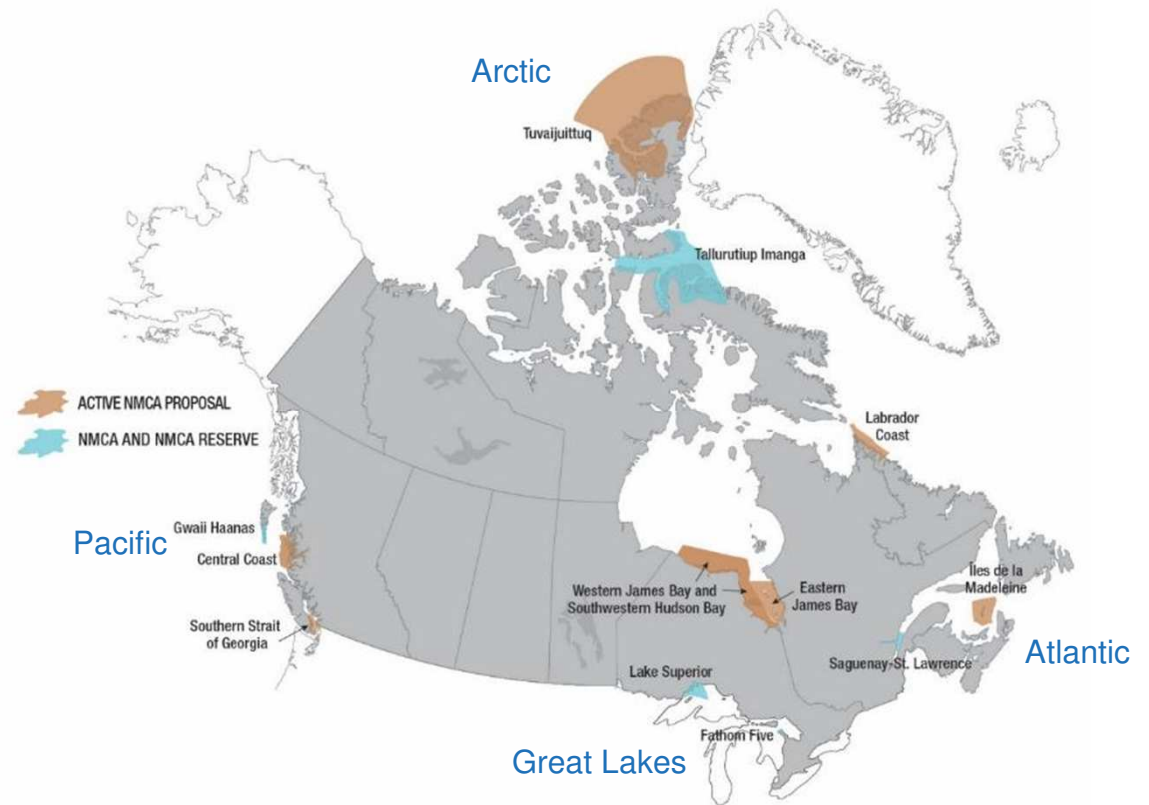 Arctic
Tuvaijuittuq
Tallurutiup Imanga
ACTIVE NMCA PROPOSAL
NMCA AND NMCA RESERVE
Labrador
Coast
Gwaii Haanas
Pacific
Central Coast
Southern Strait
of Georgia
Western James Bay and
Southwestern Hudson Bay
Eastern
James Bay
Îles de la
Madeleine
Atlantic
Saguenay-St. Lawrence
Lake Superior
Fathom Five
Great Lakes